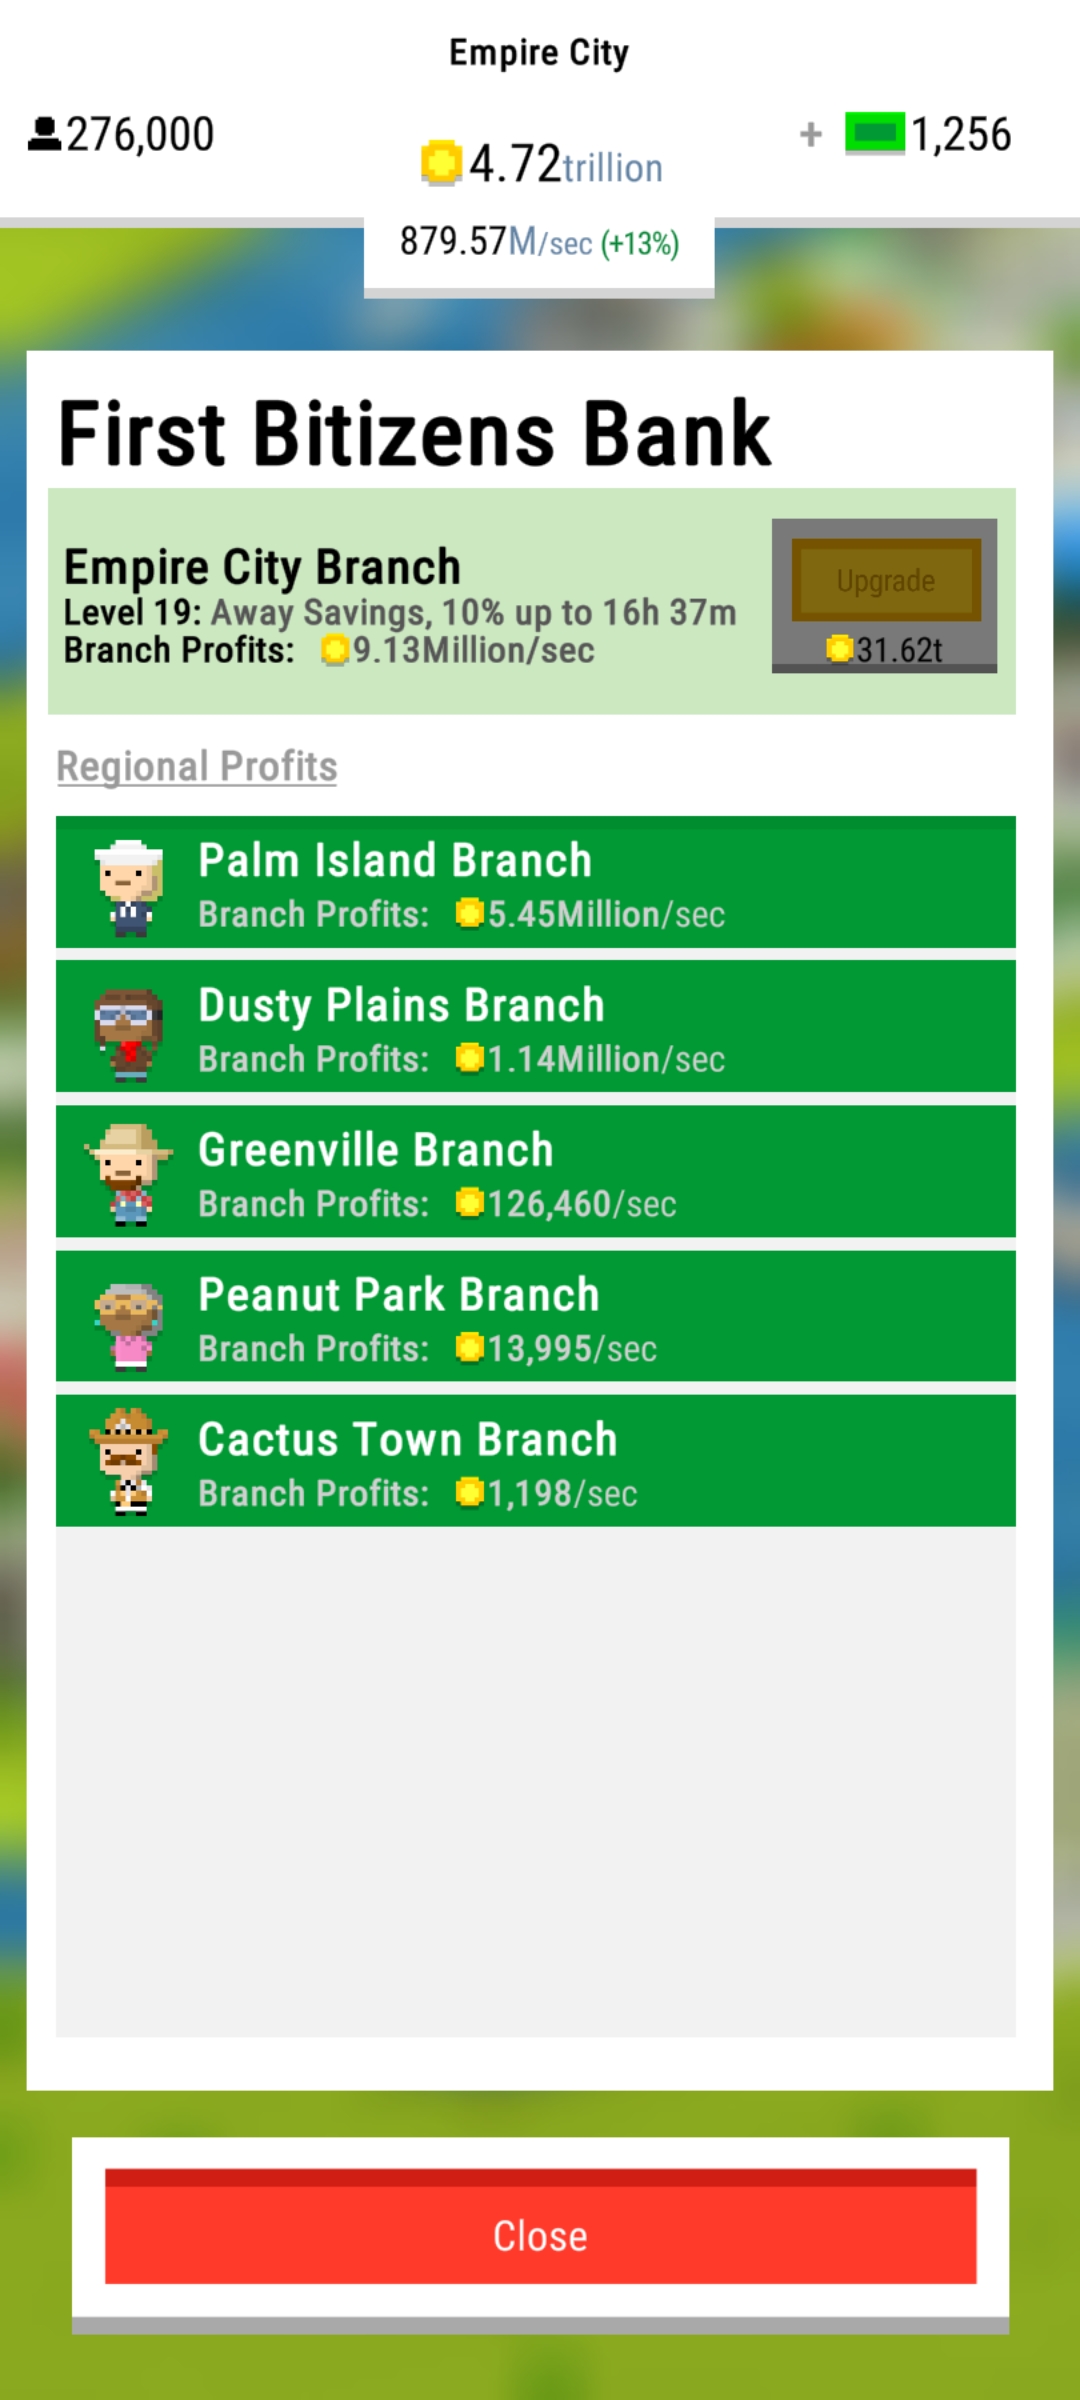 Empire City
276,000
4.72trillion
+ 1,256
879.57M/sec (+13%)
First Bitizens Bank
Empire City Branch
Level 19: Away Savings, 10% up to 16h 37m
Branch Profits: 9.13Million/sec
Upgrade
31.62t
Regional Profits
Palm Island Branch
Branch Profits: 5.45Million/sec
Dusty Plains Branch
Branch Profits: 1.14Million/sec
Greenville Branch
Branch Profits: 126,460/sec
Peanut Park Branch
Branch Profits: 13,995/sec
Cactus Town Branch
Branch Profits: 1,198/sec
Close